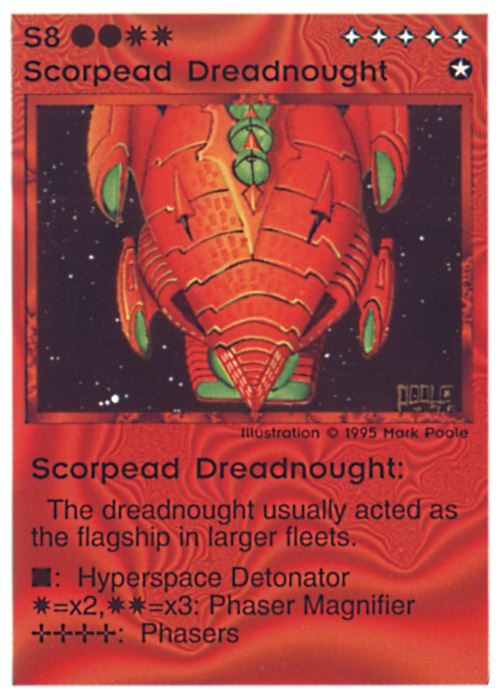 S8 ●●✷✷
Scorpead Dreadnought
POOLE
Illustration © 1995 Mark Poole
Scorpead Dreadnought:
The dreadnought usually acted as
the flagship in larger fleets.
■: Hyperspace Detonator
✷=x2,✷✷=x3: Phaser Magnifier
✢✢✢✢: Phasers